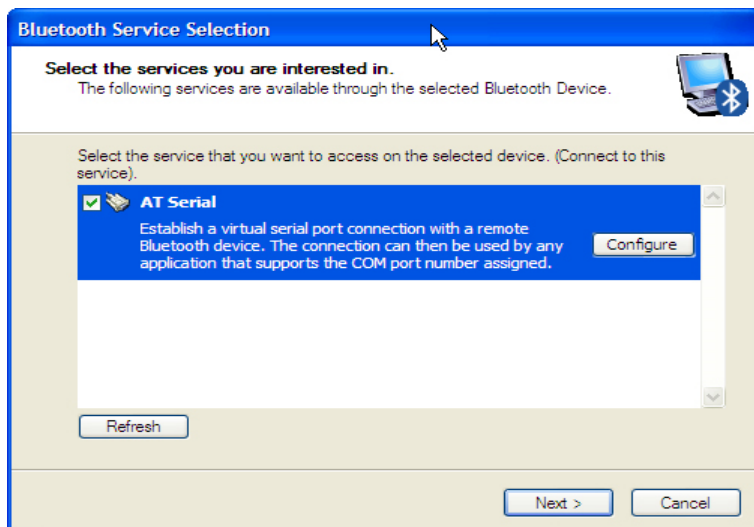 Bluetooth Service Selection
Select the services you are interested in.
The following services are available through the selected Bluetooth Device.
Select the service that you want to access on the selected device. (Connect to this
service).
AT Serial
Establish a virtual serial port connection with a remote
Bluetooth device. The connection can then be used by any
application that supports the COM port number assigned.
Configure
Refresh
Next >
Cancel